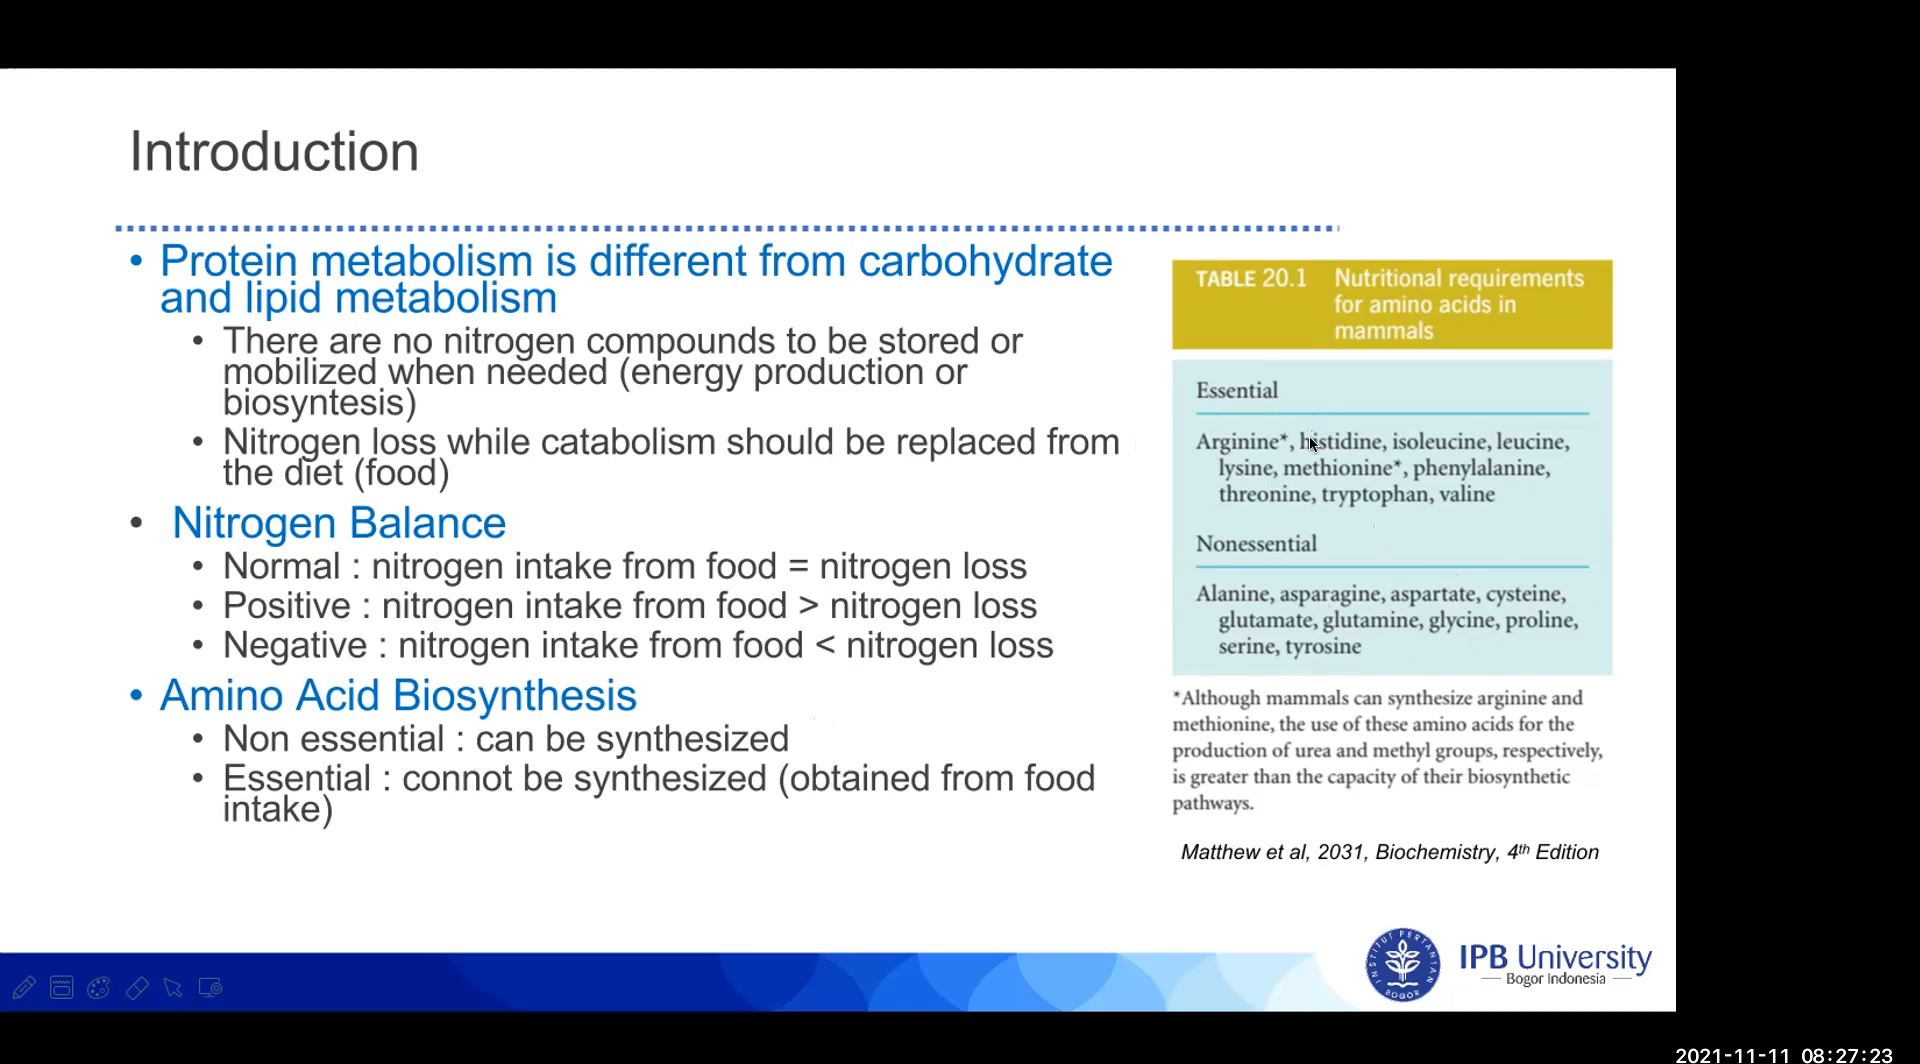 Introduction
• Protein metabolism is different from carbohydrate
and lipid metabolism
• There are no nitrogen compounds to be stored or
mobilized when needed (energy production or
biosyntesis)
• Nitrogen loss while catabolism should be replaced from
the diet (food)
• Nitrogen Balance
• Normal : nitrogen intake from food = nitrogen loss
• Positive : nitrogen intake from food > nitrogen loss
• Negative : nitrogen intake from food < nitrogen loss
• Amino Acid Biosynthesis
• Non essential : can be synthesized
• Essential : connot be synthesized (obtained from food
intake)
TABLE 20.1 Nutritional requirements
for amino acids in
mammals
Essential
Arginine*, histidine, isoleucine, leucine,
lysine, methionine*, phenylalanine,
threonine, tryptophan, valine
Nonessential
Alanine, asparagine, aspartate, cysteine,
glutamate, glutamine, glycine, proline,
serine, tyrosine
*Although mammals can synthesize arginine and
methionine, the use of these amino acids for the
production of urea and methyl groups, respectively,
is greater than the capacity of their biosynthetic
pathways.
Matthew et al, 2031, Biochemistry, 4th Edition
INSTITUT PERTANIAN
BOGOR
IPB University
Bogor Indonesia
2021-11-11 08:27:23